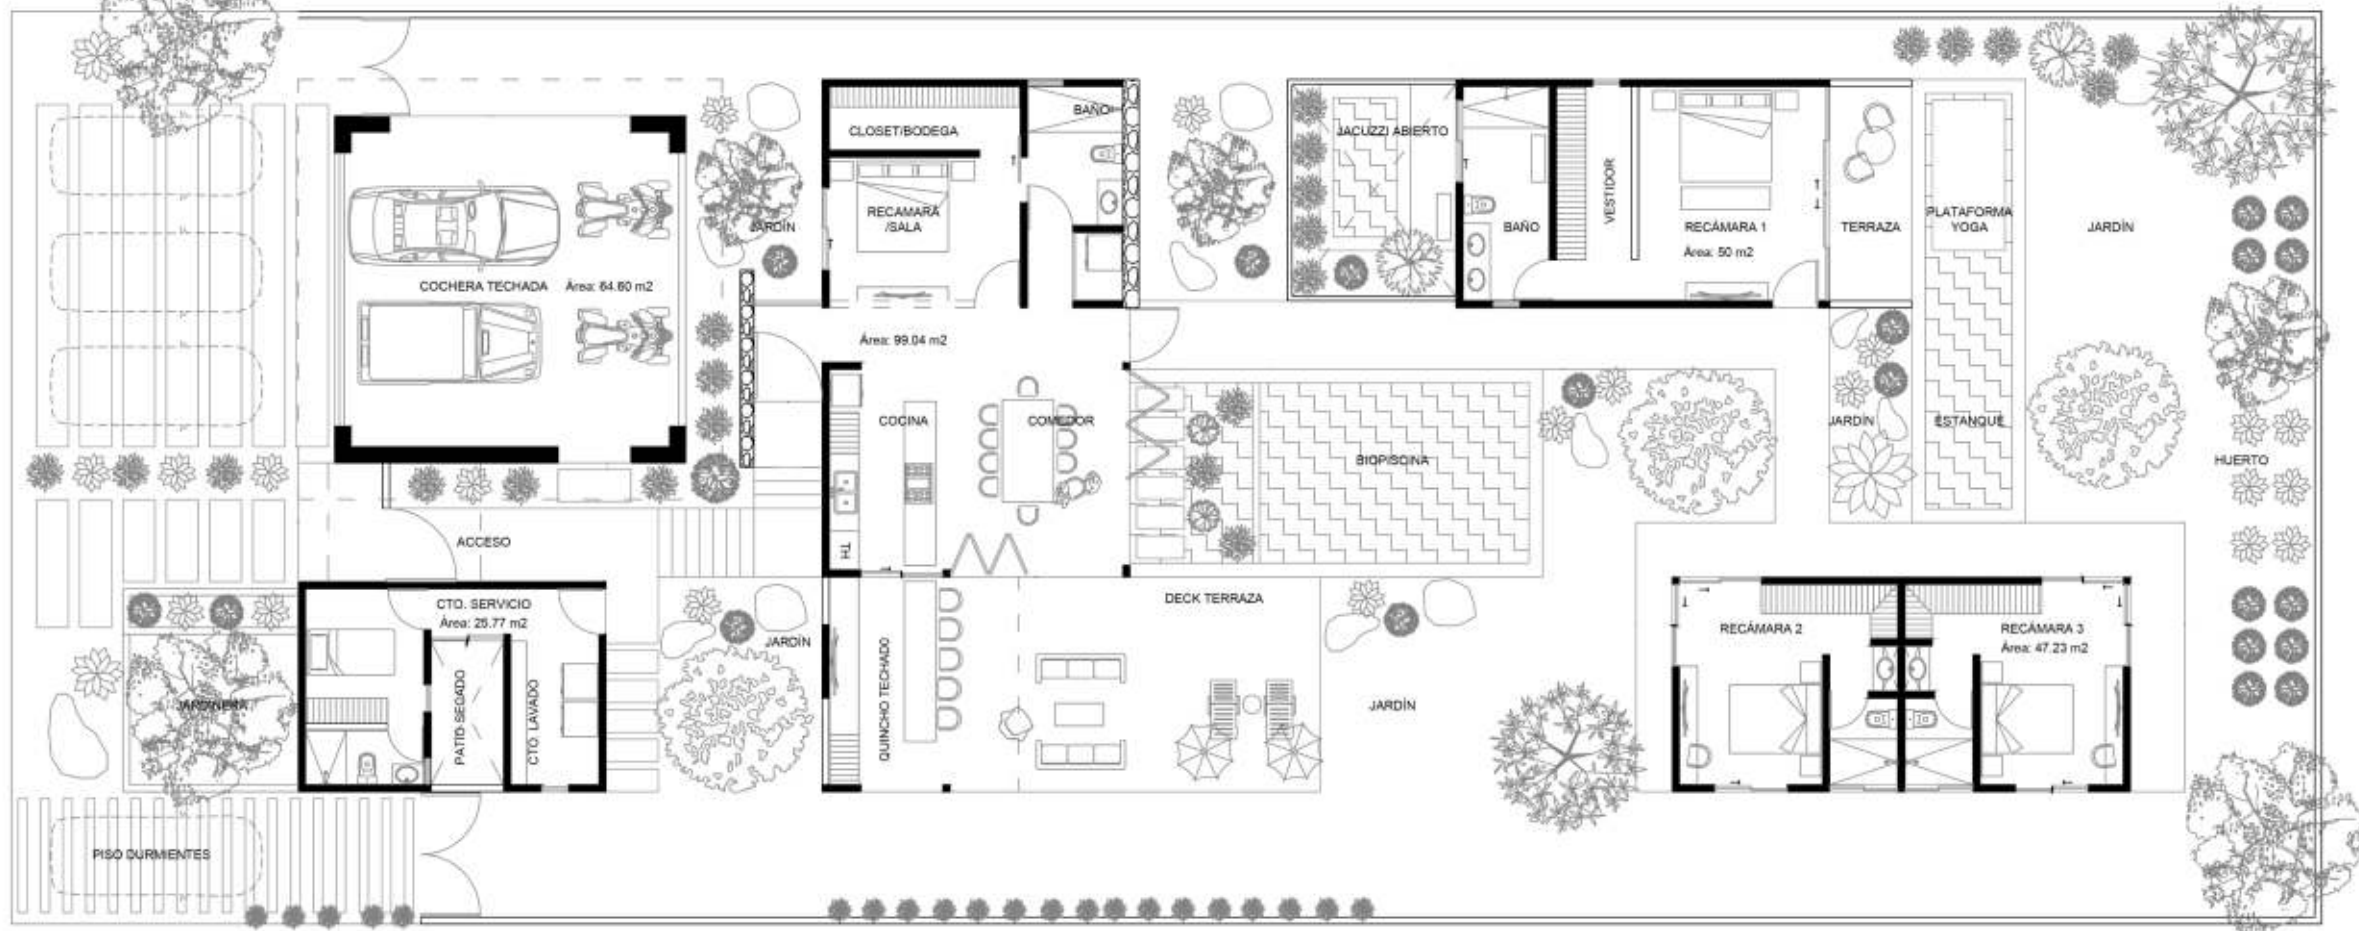 BAÑO
CLOSET/BODEGA
JACUZZI ABIERTO
VESTIDOR
RECAMARA
/SALA
JARDÍN
BAÑO
RECÁMARA 1
Área: 50 m2
TERRAZA
PLATAFORMA
YOGA
JARDÍN
COCHERA TECHADA Área: 64.60 m2
Área: 99.04 m2
COCINA
COMEDOR
BIOPISCINA
JARDÍN
ESTANQUE
HUERTO
ACCESO
TH
CTO. SERVICIO
Área: 25.77 m2
DECK TERRAZA
JARDÍN
RECÁMARA 2
RECÁMARA 3
Área: 47.23 m2
JARDINERA
PATIO SEGADO
CTO. LAVADO
QUINCHO TECHADO
JARDÍN
PISO DURMIENTES